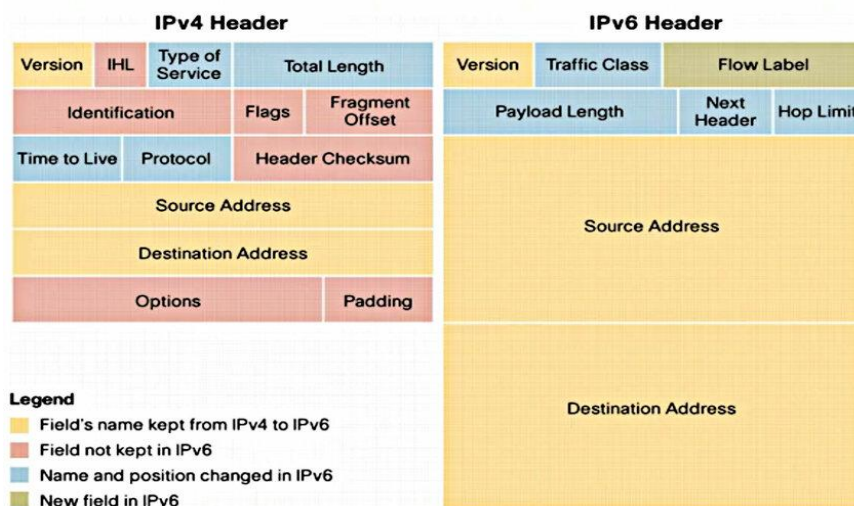 IPv4 Header
Version
IHL
Type of
Service
Total Length
Identification
Flags
Fragment
Offset
Time to Live
Protocol
Header Checksum
Source Address
Destination Address
Options
Padding
IPv6 Header
Version
Traffic Class
Flow Label
Payload Length
Next
Header
Hop Limit
Source Address
Destination Address
Legend
Field's name kept from IPv4 to IPv6
Field not kept in IPv6
Name and position changed in IPv6
New field in IPv6